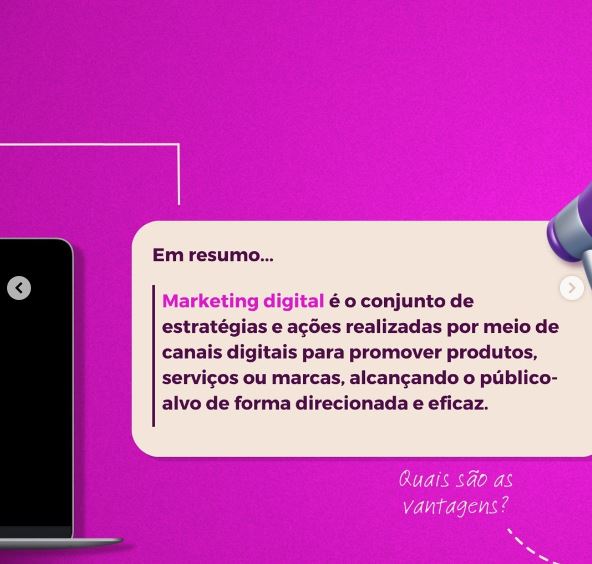 Em resumo...
Marketing digital é o conjunto de
estratégias e ações realizadas por meio de
canais digitais para promover produtos,
serviços ou marcas, alcançando o público-
alvo de forma direcionada e eficaz.
Quais são as
vantagens?